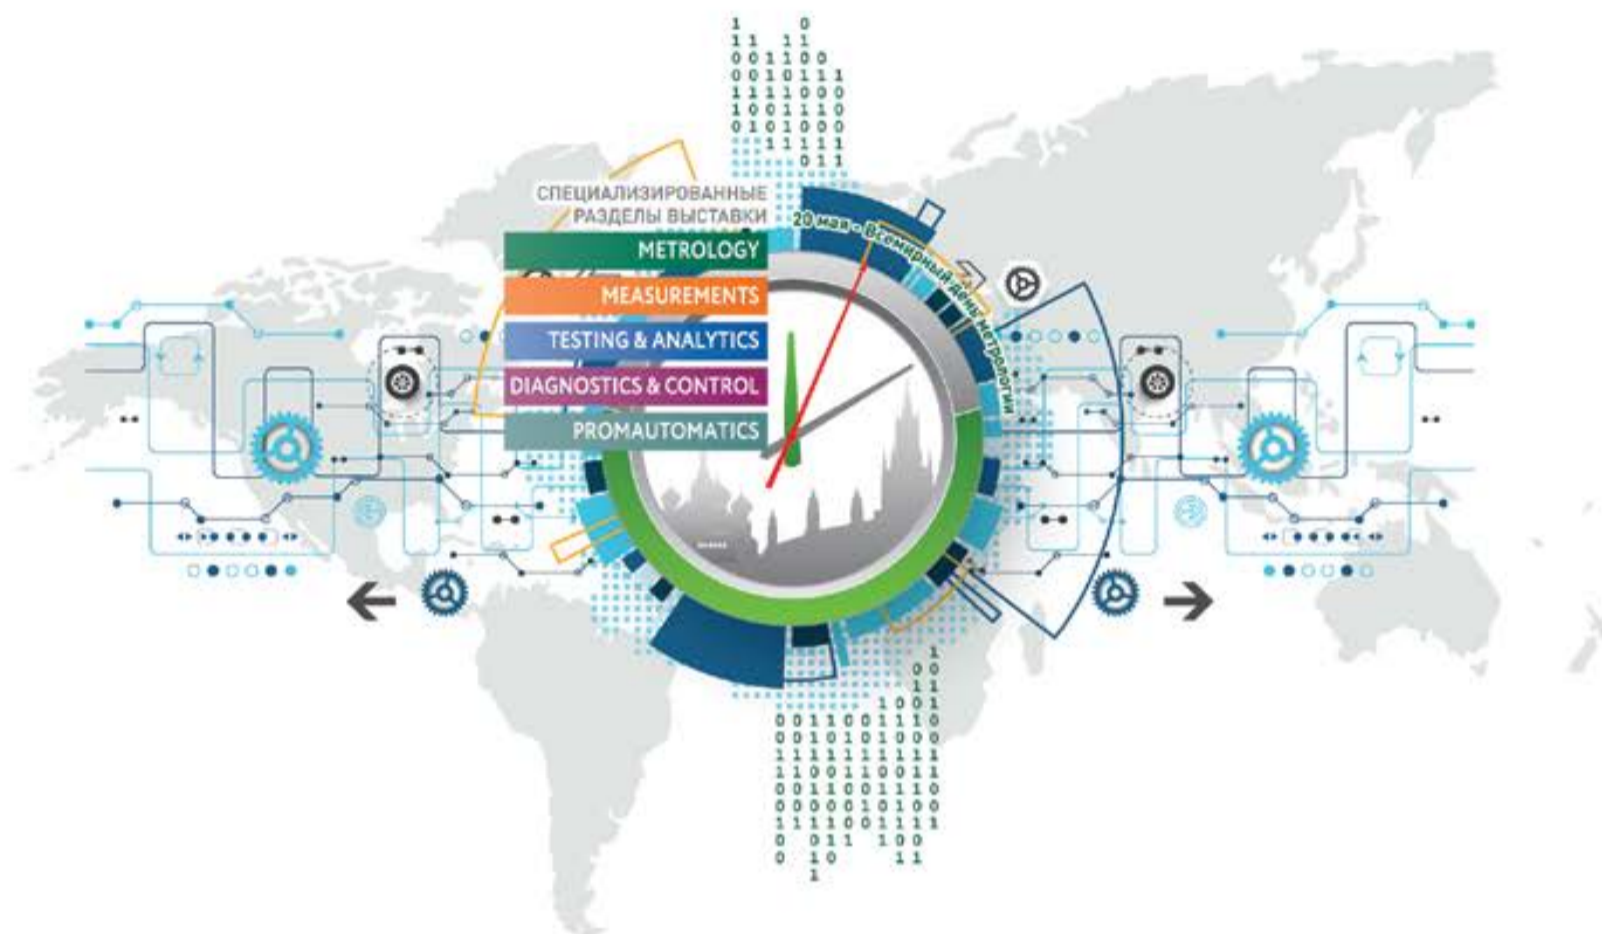 СПЕЦИАЛИЗИРОВАННЫЕ
РАЗДЕЛЫ ВЫСТАВКИ
METROLOGY
MEASUREMENTS
TESTING & ANALYTICS
DIAGNOSTICS & CONTROL
PROMAUTOMATICS
20 мая - Всемирный день метрологии